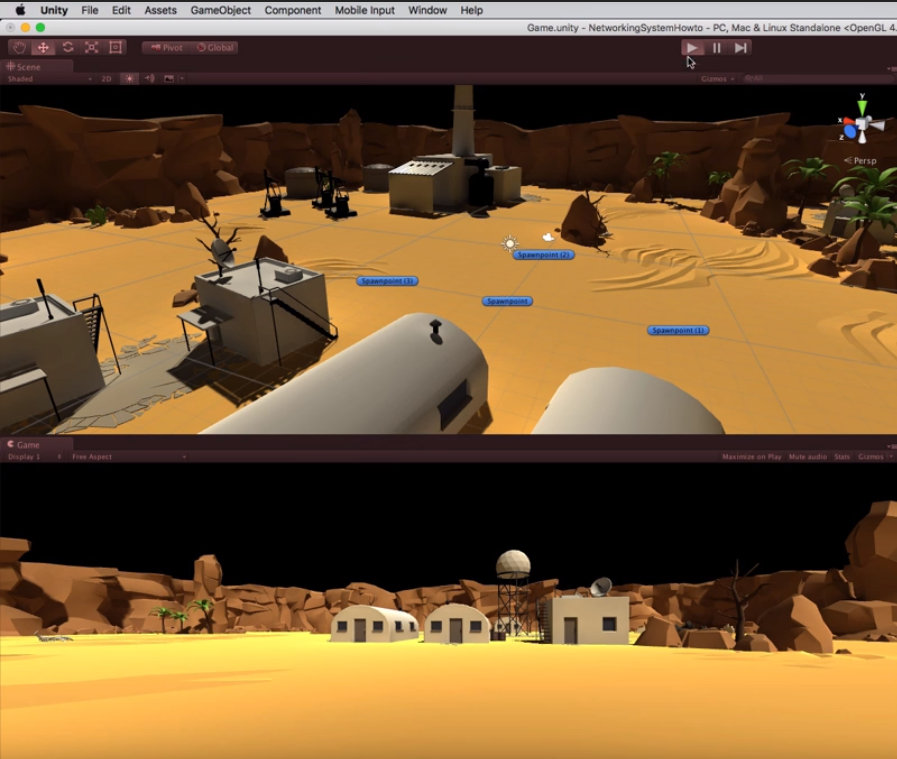 Unity File Edit Assets GameObject Component Mobile Input Window Help
Game.unity - NetworkingSystemHowto - PC, Mac & Linux Standalone <OpenGL 4.
Pivot Global
Scene
Shaded 2D Gizmos
y
x
z
Persp
Spawnpoint (2)
Spawnpoint (3)
Spawnpoint
Spawnpoint (1)
Game
Display 1 Free Aspect Maximize on Play Mute audio Stats Gizmos